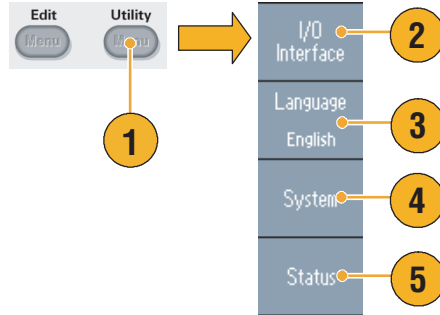 Edit
Utility
Menu
Menu
1
I/O
Interface
2
Language
English
3
System
4
Status
5